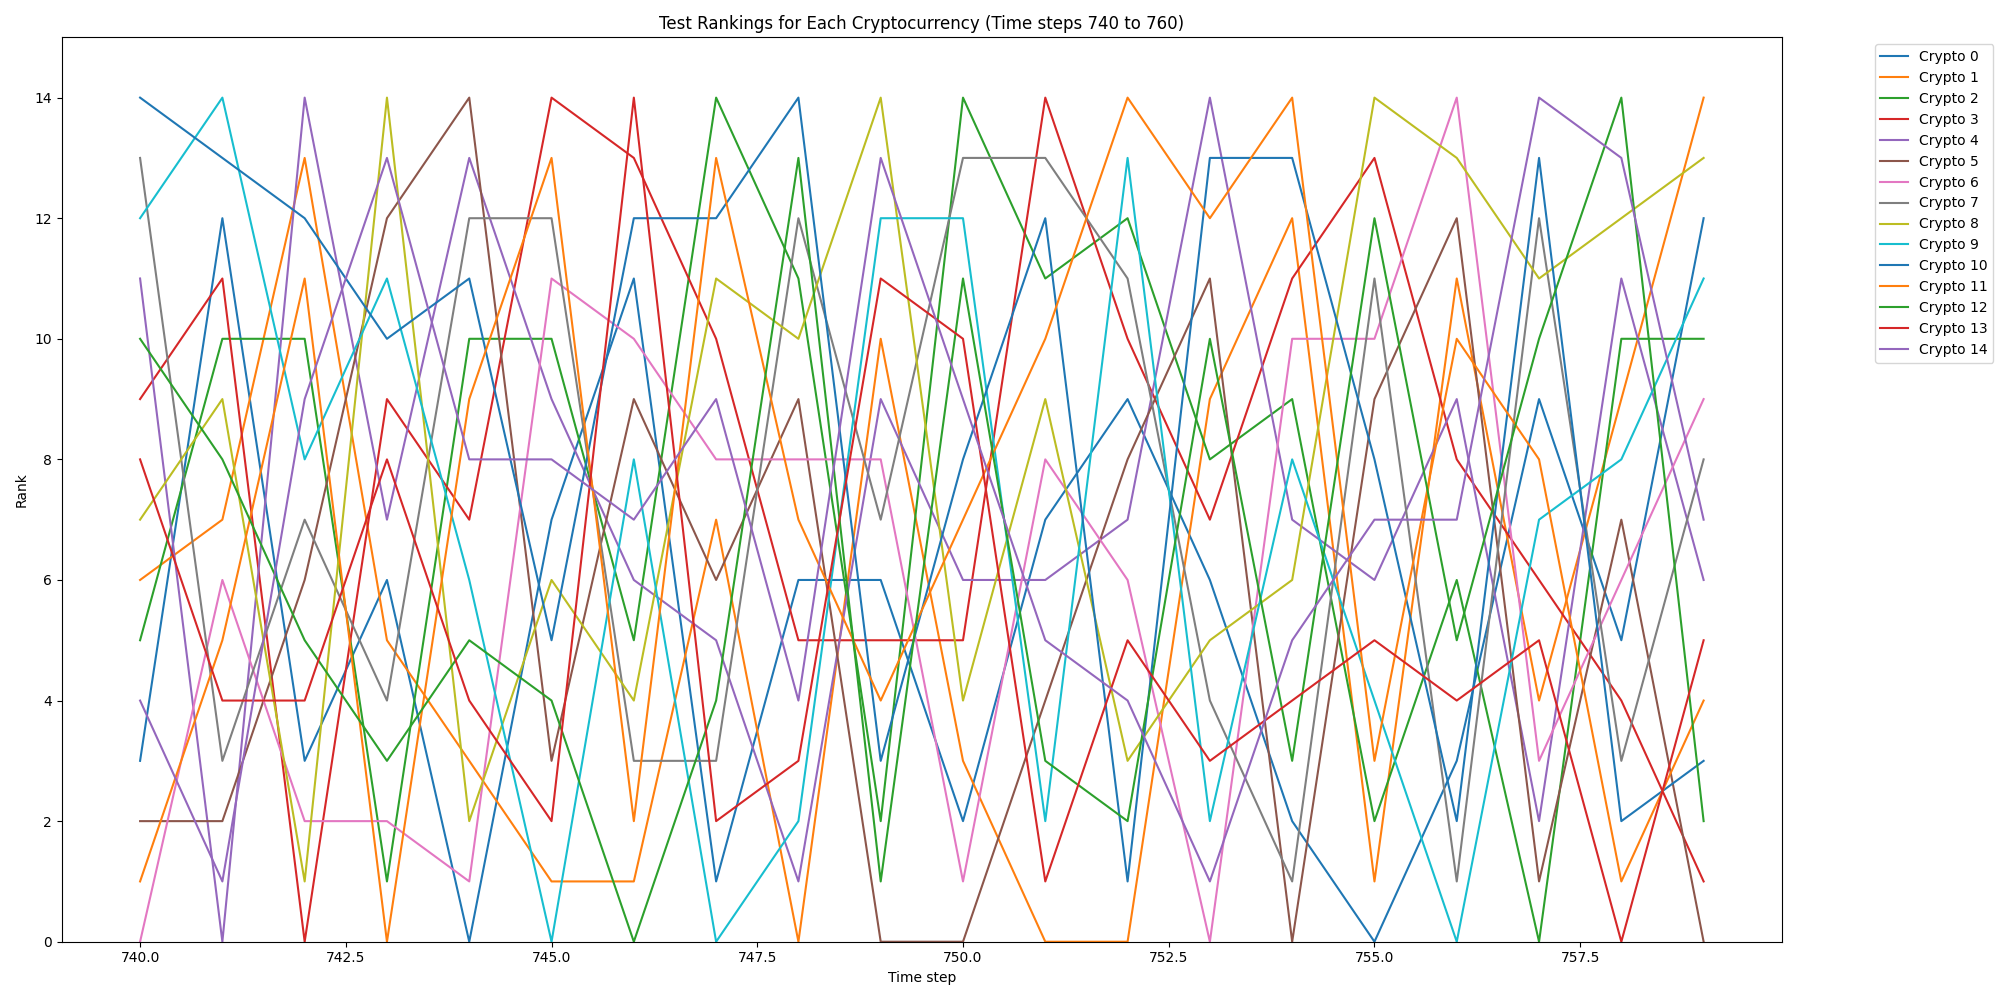 Test Rankings for Each Cryptocurrency (Time steps 740 to 760)
Rank
14
12
10
8
6
4
2
0
740.0
742.5
745.0
747.5
750.0
752.5
755.0
757.5
Time step
Crypto 0
Crypto 1
Crypto 2
Crypto 3
Crypto 4
Crypto 5
Crypto 6
Crypto 7
Crypto 8
Crypto 9
Crypto 10
Crypto 11
Crypto 12
Crypto 13
Crypto 14